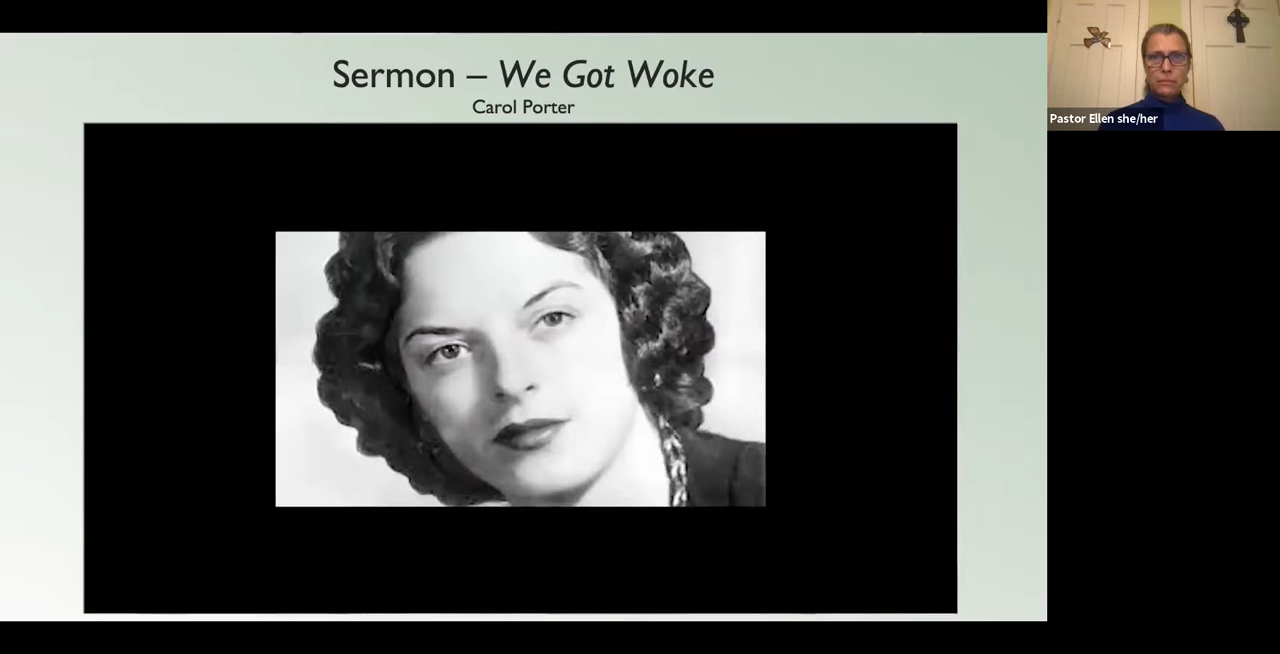 Sermon – We Got Woke
Carol Porter
Pastor Ellen she/her